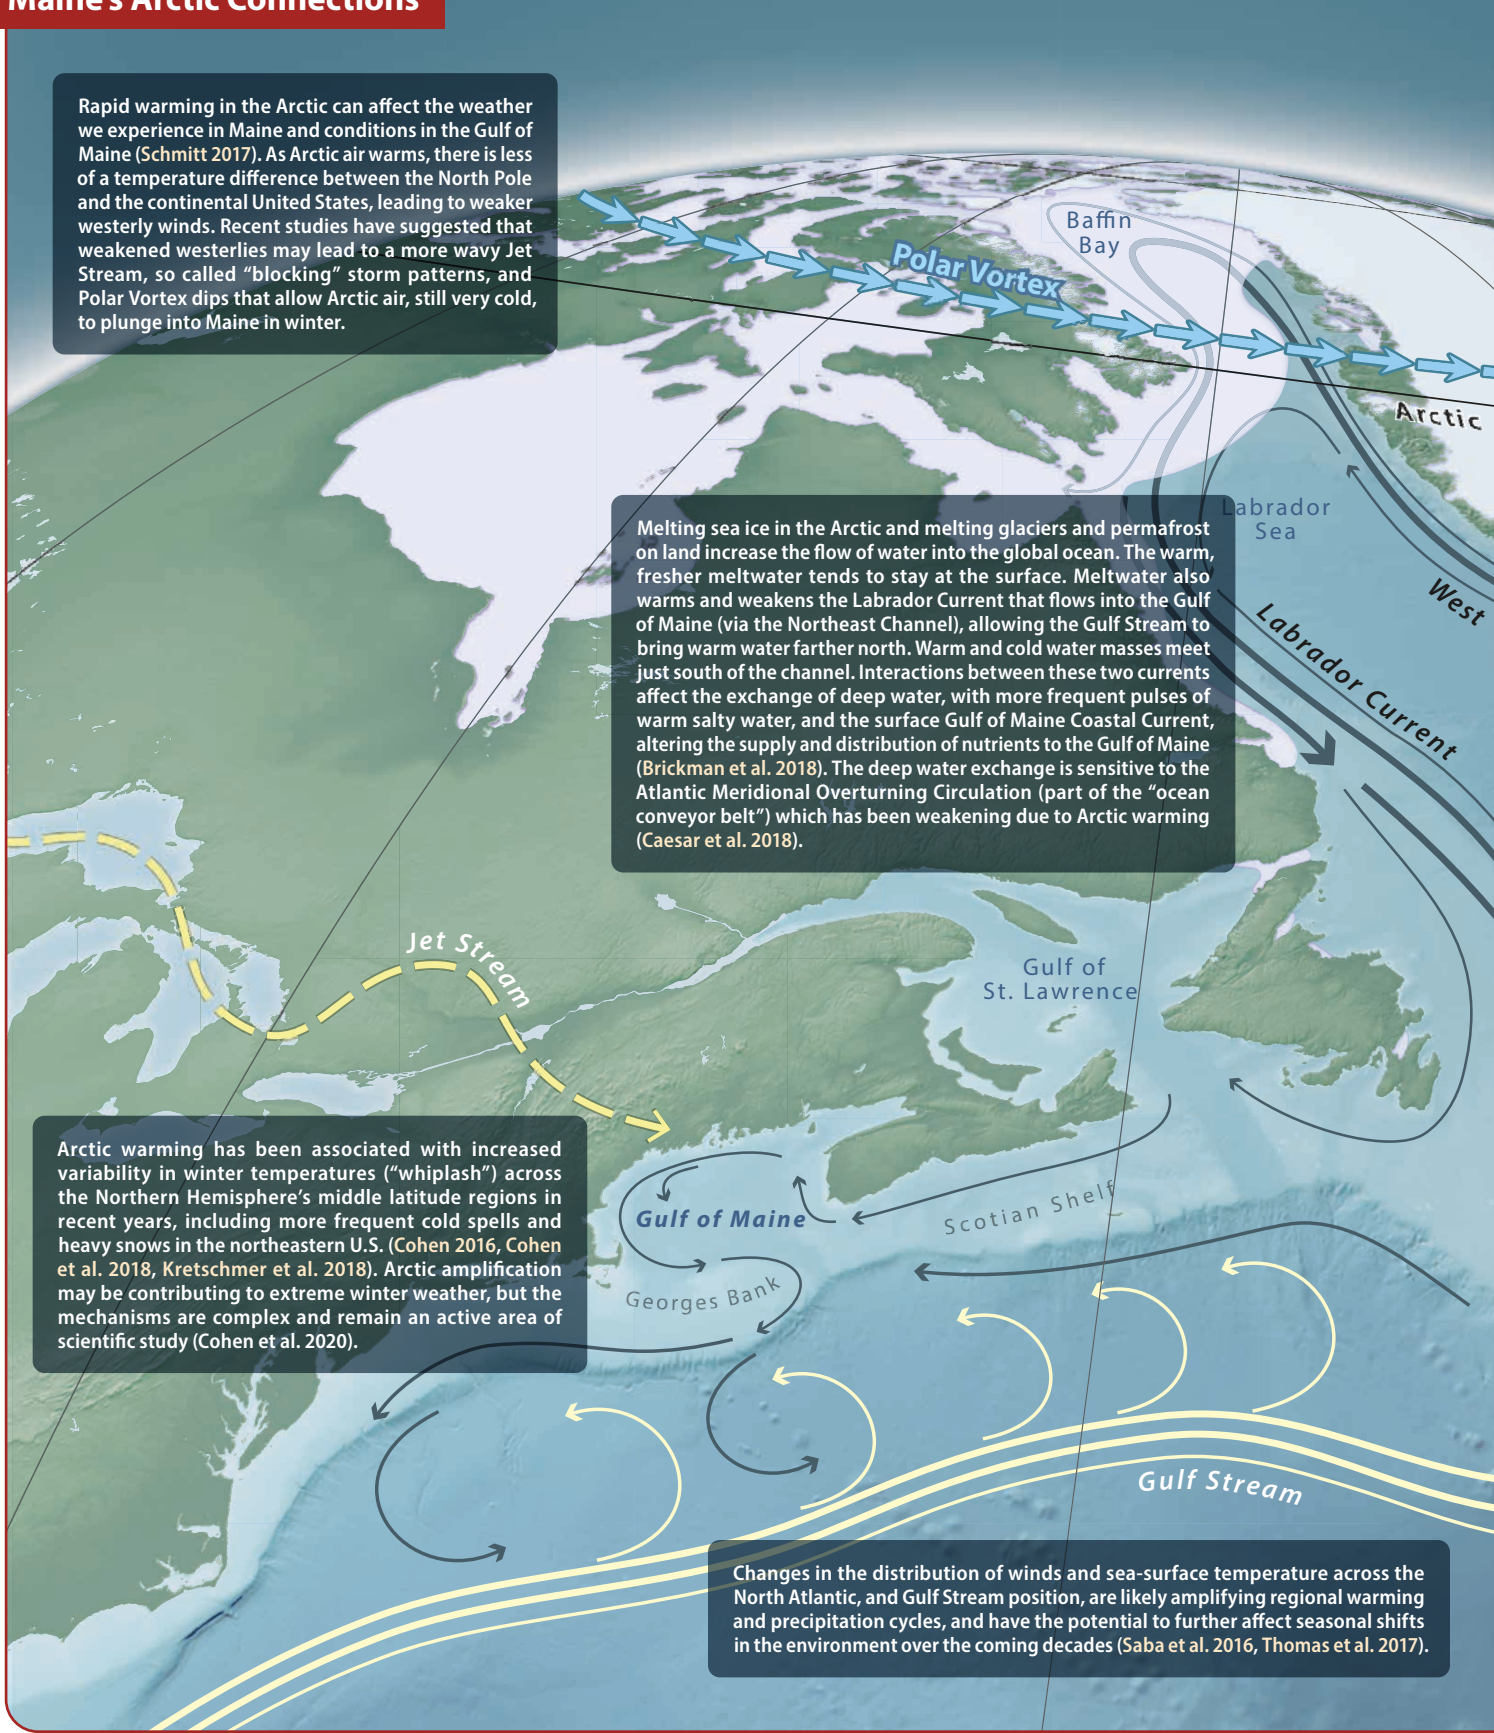 Maine's Arctic Connections
Rapid warming in the Arctic can affect the weather
we experience in Maine and conditions in the Gulf of
Maine (Schmitt 2017). As Arctic air warms, there is less
of a temperature difference between the North Pole
and the continental United States, leading to weaker
westerly winds. Recent studies have suggested that
weakened westerlies may lead to a more wavy Jet
Stream, so called “blocking” storm patterns, and
Polar Vortex dips that allow Arctic air, still very cold,
to plunge into Maine in winter.
Baffin
Bay
Polar Vortex
Arctic
Labrador
Sea
West
Labrador Current
Melting sea ice in the Arctic and melting glaciers and permafrost
on land increase the flow of water into the global ocean. The warm,
fresher meltwater tends to stay at the surface. Meltwater also
warms and weakens the Labrador Current that flows into the Gulf
of Maine (via the Northeast Channel), allowing the Gulf Stream to
bring warm water farther north. Warm and cold water masses meet
just south of the channel. Interactions between these two currents
affect the exchange of deep water, with more frequent pulses of
warm salty water, and the surface Gulf of Maine Coastal Current,
altering the supply and distribution of nutrients to the Gulf of Maine
(Brickman et al. 2018). The deep water exchange is sensitive to the
Atlantic Meridional Overturning Circulation (part of the “ocean
conveyor belt”) which has been weakening due to Arctic warming
(Caesar et al. 2018).
Jet Stream
Gulf of
St. Lawrence
Arctic warming has been associated with increased
variability in winter temperatures (“whiplash”) across
the Northern Hemisphere's middle latitude regions in
recent years, including more frequent cold spells and
heavy snows in the northeastern U.S. (Cohen 2016, Cohen
et al. 2018, Kretschmer et al. 2018). Arctic amplification
may be contributing to extreme winter weather, but the
mechanisms are complex and remain an active area of
scientific study (Cohen et al. 2020).
Gulf of Maine
Scotian Shelf
Georges Bank
Gulf Stream
Changes in the distribution of winds and sea-surface temperature across the
North Atlantic, and Gulf Stream position, are likely amplifying regional warming
and precipitation cycles, and have the potential to further affect seasonal shifts
in the environment over the coming decades (Saba et al. 2016, Thomas et al. 2017).